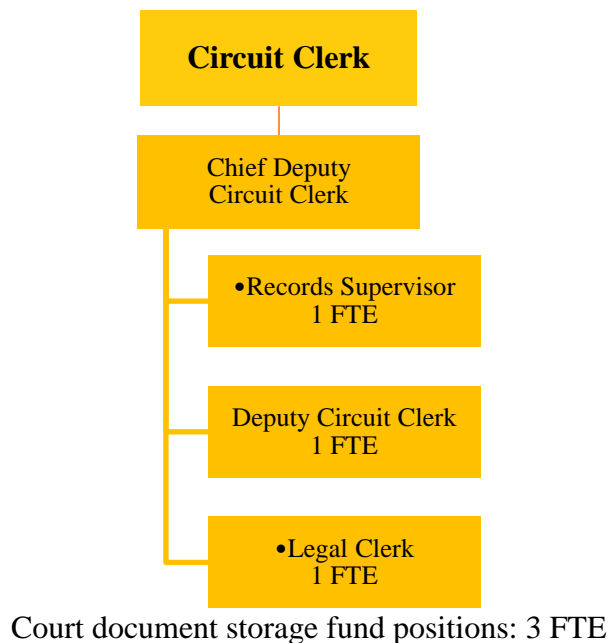 Circuit Clerk
Chief Deputy
Circuit Clerk
•Records Supervisor
1 FTE
Deputy Circuit Clerk
1 FTE
•Legal Clerk
1 FTE
Court document storage fund positions: 3 FTE